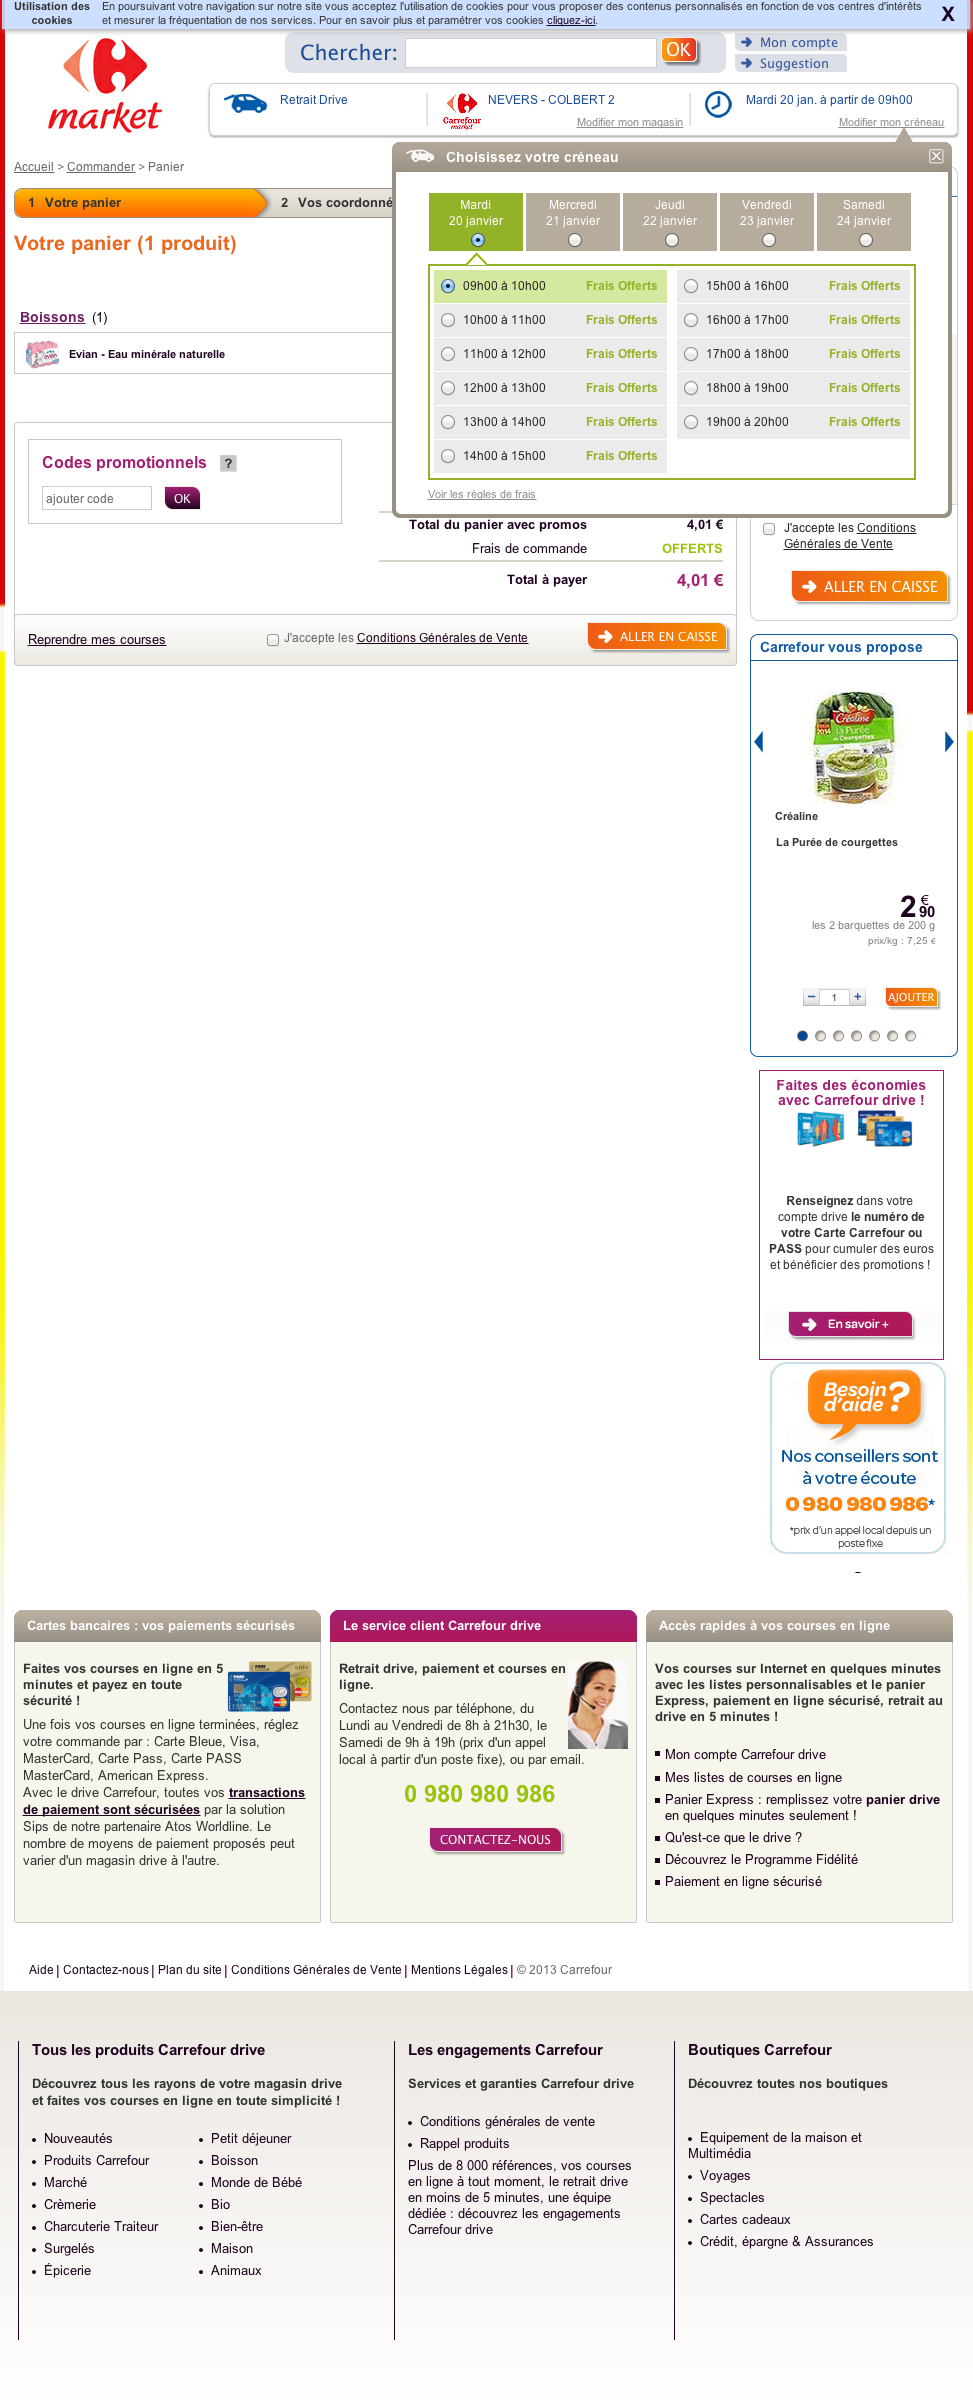 Utilisation des cookies
En poursuivant votre navigation sur notre site vous acceptez l'utilisation de cookies pour vous proposer des contenus personnalisés en fonction de vos centres d'intérêts
et mesurer la fréquentation de nos services. Pour en savoir plus et paramétrer vos cookies cliquez-ici.
X
market
Chercher:
OK
Mon compte
Suggestion
Retrait Drive
Carrefour
market
NEVERS - COLBERT 2
Modifier mon magasin
Mardi 20 jan. à partir de 09h00
Modifier mon créneau
Accueil > Commander > Panier
1 Votre panier
2 Vos coordonné
Votre panier (1 produit)
Choisissez votre créneau
Mardi
20 janvier
Mercredi
21 janvier
Jeudi
22 janvier
Vendredi
23 janvier
Samedi
24 janvier
09h00 à 10h00 Frais Offerts
10h00 à 11h00 Frais Offerts
11h00 à 12h00 Frais Offerts
12h00 à 13h00 Frais Offerts
13h00 à 14h00 Frais Offerts
14h00 à 15h00 Frais Offerts
15h00 à 16h00 Frais Offerts
16h00 à 17h00 Frais Offerts
17h00 à 18h00 Frais Offerts
18h00 à 19h00 Frais Offerts
19h00 à 20h00 Frais Offerts
Voir les règles de frais
Boissons (1)
evian
Evian - Eau minérale naturelle
Codes promotionnels ?
ajouter code
OK
Total du panier avec promos 4,01 €
Frais de commande OFFERTS
Total à payer 4,01 €
Reprendre mes courses
J'accepte les Conditions Générales de Vente
ALLER EN CAISSE
J'accepte les Conditions
Générales de Vente
ALLER EN CAISSE
Carrefour vous propose
Créaline
La Purée
de Courgettes
2014
Créaline
La Purée de courgettes
2 € 90
les 2 barquettes de 200 g
prix/kg : 7,25 €
- 1 +
AJOUTER
Faites des économies
avec Carrefour drive !
Renseignez dans votre
compte drive le numéro de
votre Carte Carrefour ou
PASS pour cumuler des euros
et bénéficier des promotions !
En savoir +
Besoin
d'aide?
Nos conseillers sont
à votre écoute
0 980 980 986*
*prix d'un appel local depuis un
poste fixe
-
Cartes bancaires : vos paiements sécurisés
Faites vos courses en ligne en 5
minutes et payez en toute
sécurité !
Une fois vos courses en ligne terminées, réglez
votre commande par : Carte Bleue, Visa,
MasterCard, Carte Pass, Carte PASS
MasterCard, American Express.
Avec le drive Carrefour, toutes vos transactions
de paiement sont sécurisées par la solution
Sips de notre partenaire Atos Worldline. Le
nombre de moyens de paiement proposés peut
varier d'un magasin drive à l'autre.
Le service client Carrefour drive
Retrait drive, paiement et courses en
ligne.
Contactez nous par téléphone, du
Lundi au Vendredi de 8h à 21h30, le
Samedi de 9h à 19h (prix d'un appel
local à partir d'un poste fixe), ou par email.
0 980 980 986
CONTACTEZ-NOUS
Accès rapides à vos courses en ligne
Vos courses sur Internet en quelques minutes
avec les listes personnalisables et le panier
Express, paiement en ligne sécurisé, retrait au
drive en 5 minutes !
Mon compte Carrefour drive
Mes listes de courses en ligne
Panier Express : remplissez votre panier drive
en quelques minutes seulement !
Qu'est-ce que le drive ?
Découvrez le Programme Fidélité
Paiement en ligne sécurisé
Aide | Contactez-nous | Plan du site | Conditions Générales de Vente | Mentions Légales | © 2013 Carrefour
Tous les produits Carrefour drive
Découvrez tous les rayons de votre magasin drive
et faites vos courses en ligne en toute simplicité !
Nouveautés
Produits Carrefour
Marché
Crèmerie
Charcuterie Traiteur
Surgelés
Épicerie
Petit déjeuner
Boisson
Monde de Bébé
Bio
Bien-être
Maison
Animaux
Les engagements Carrefour
Services et garanties Carrefour drive
Conditions générales de vente
Rappel produits
Plus de 8 000 références, vos courses
en ligne à tout moment, le retrait drive
en moins de 5 minutes, une équipe
dédiée : découvrez les engagements
Carrefour drive
Boutiques Carrefour
Découvrez toutes nos boutiques
Equipement de la maison et
Multimédia
Voyages
Spectacles
Cartes cadeaux
Crédit, épargne & Assurances